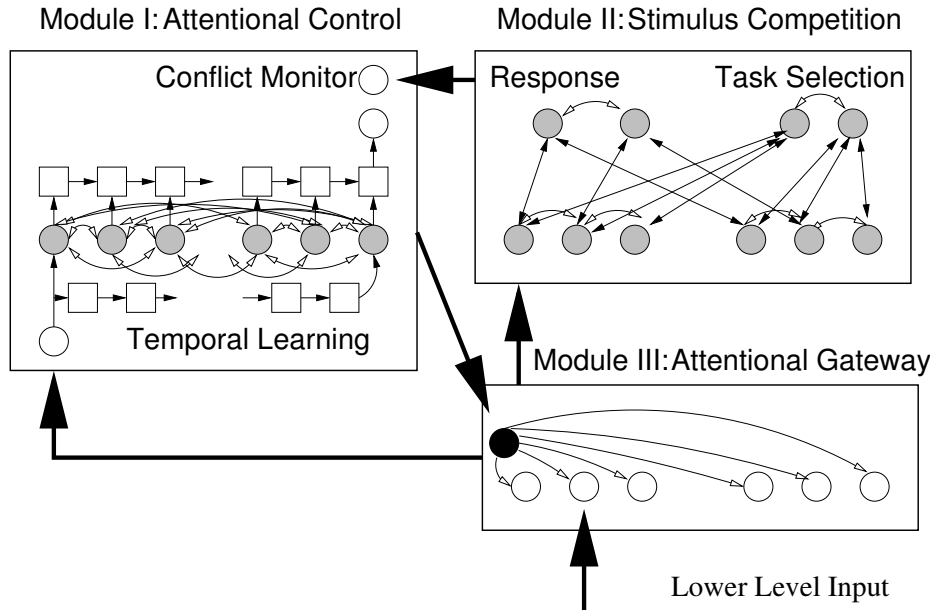 Module I: Attentional Control
Module II: Stimulus Competition
Conflict Monitor
Response
Task Selection
Temporal Learning
Module III: Attentional Gateway
Lower Level Input